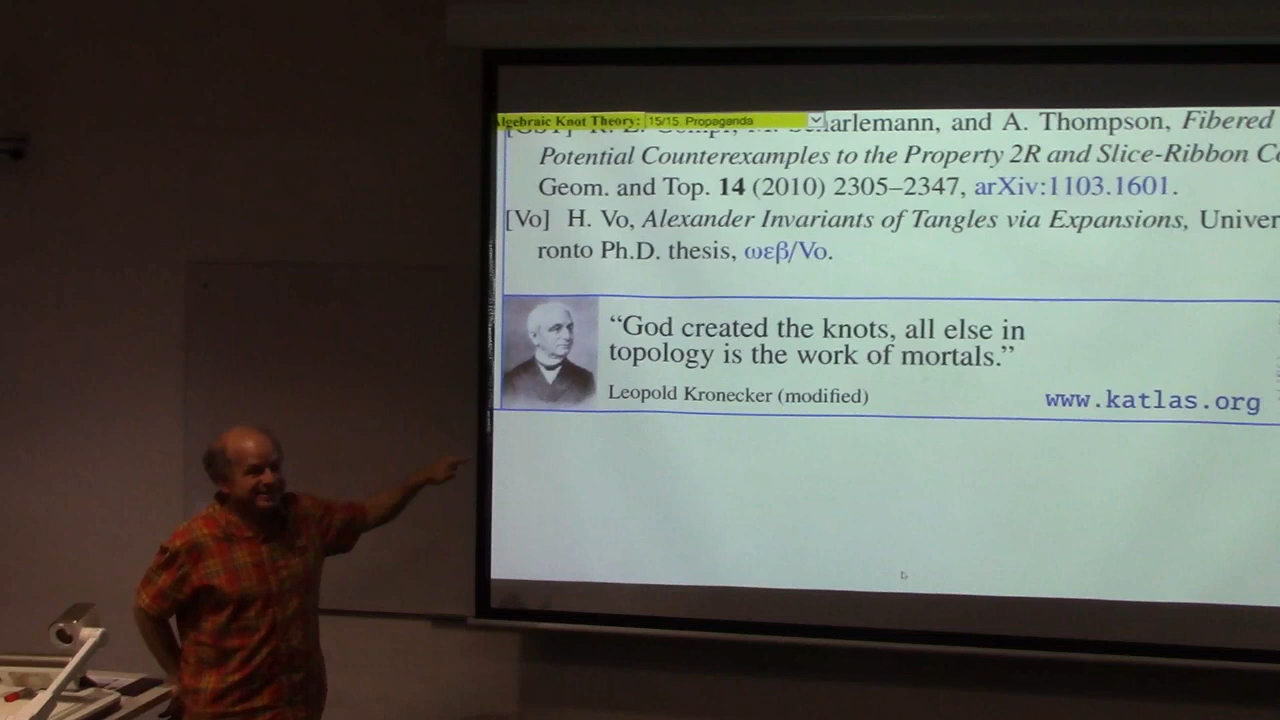 lgebraic Knot Theory: 15/15. Propaganda
arlemann, and A. Thompson, Fibered
Potential Counterexamples to the Property 2R and Slice-Ribbon
Geom. and Top. 14 (2010) 2305–2347, arXiv:1103.1601.
[Vo] H. Vo, Alexander Invariants of Tangles via Expansions, Univer
ronto Ph.D. thesis, ωεβ/Vo.
“God created the knots, all else in
topology is the work of mortals.”
Leopold Kronecker (modified)
www.katlas.org